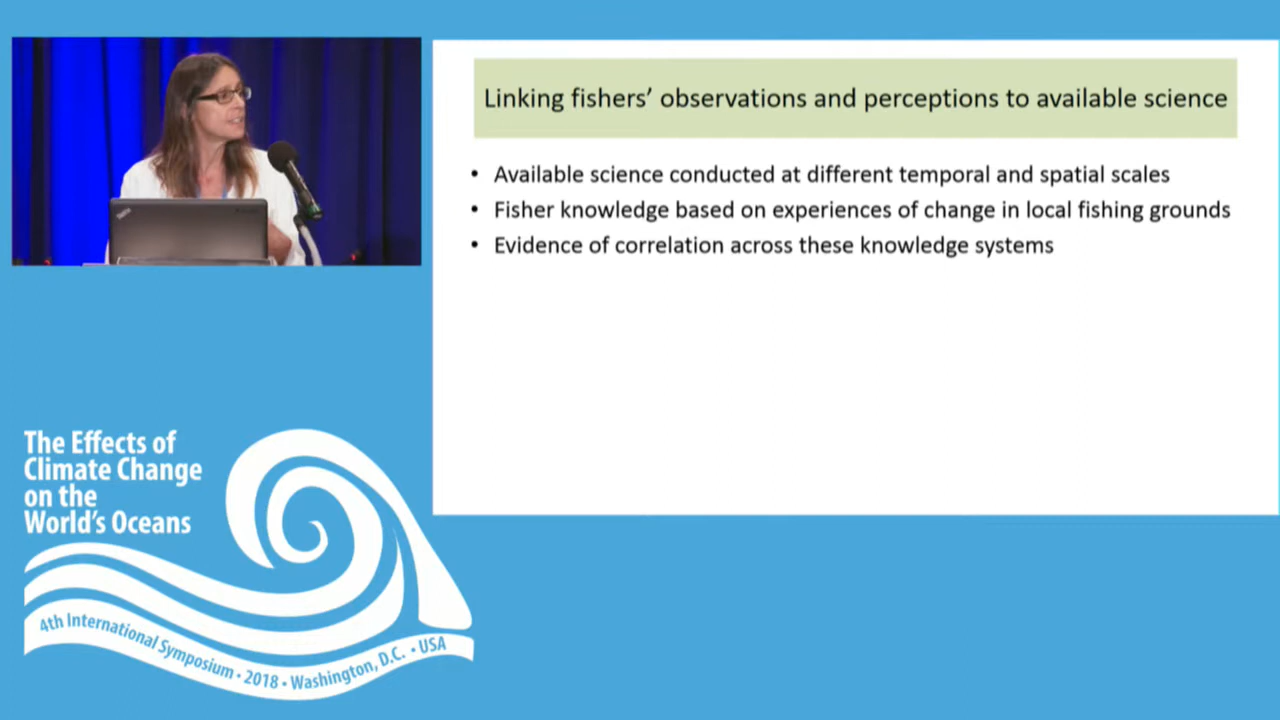 Linking fishers’ observations and perceptions to available science
• Available science conducted at different temporal and spatial scales
• Fisher knowledge based on experiences of change in local fishing grounds
• Evidence of correlation across these knowledge systems
The Effects of
Climate Change
on the
World’s Oceans
4th International Symposium • 2018 • Washington, D.C. • USA